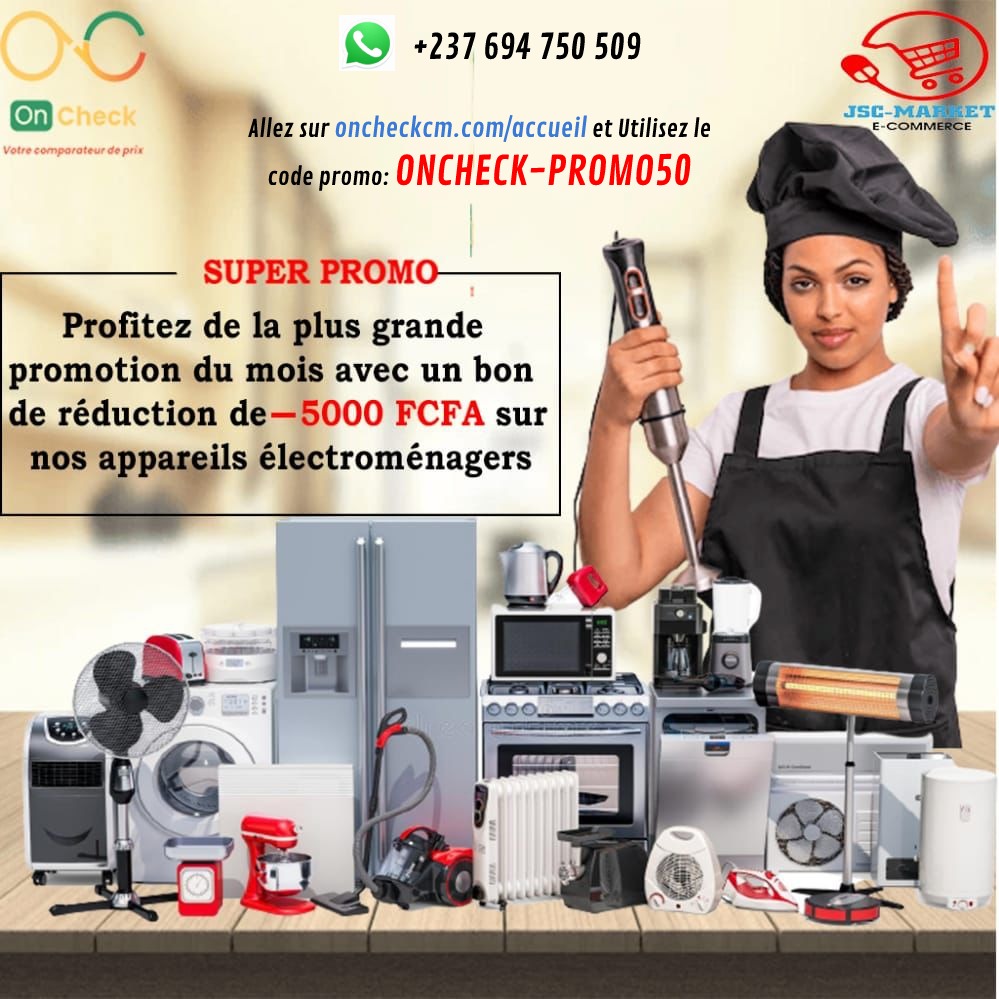 +237 694 750 509
On Check
Votre comparateur de prix
JSC-MARKET
E-COMMERCE
Allez sur oncheckcm.com/accueil et Utilisez le
code promo: ONCHECK-PROMO50
SUPER PROMO
Profitez de la plus grande
promotion du mois avec un bon
de réduction de-5000 FCFA sur
nos appareils électroménagers